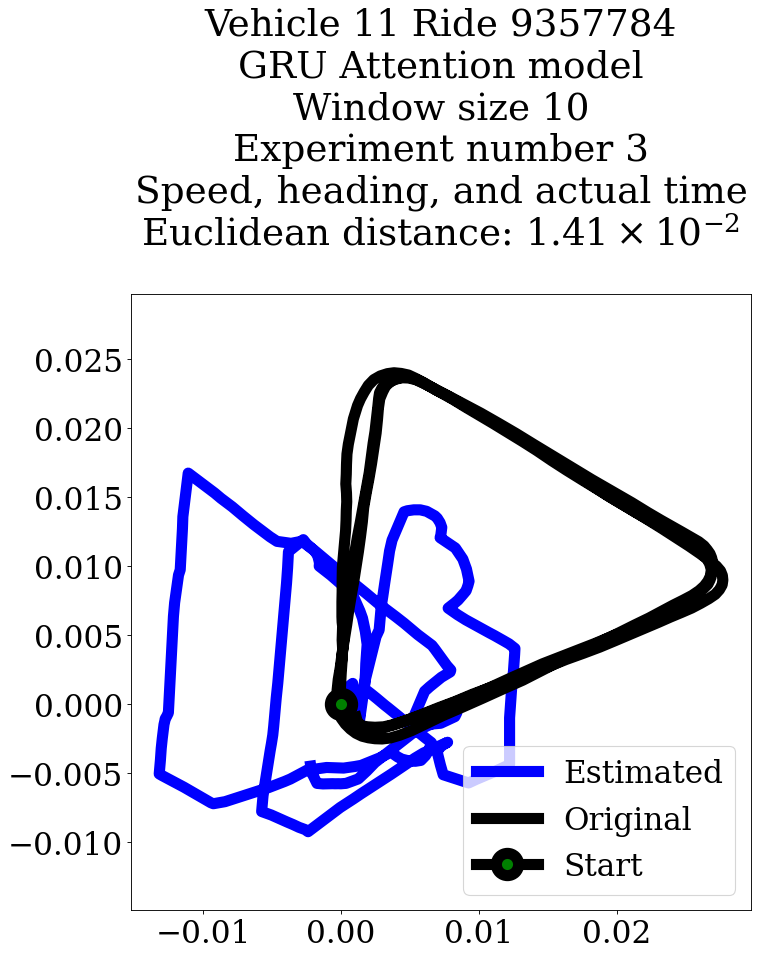 Vehicle 11 Ride 9357784
GRU Attention model
Window size 10
Experiment number 3
Speed, heading, and actual time
Euclidean distance: 1.41 × 10⁻²
0.025
0.020
0.015
0.010
0.005
0.000
−0.005
−0.010
−0.01 0.00 0.01 0.02
Estimated
Original
Start